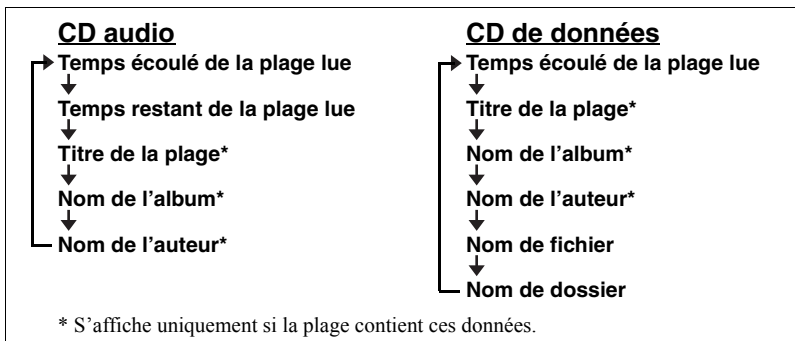 CD audio
Temps écoulé de la plage lue
Temps restant de la plage lue
Titre de la plage*
Nom de l'album*
Nom de l'auteur*
CD de données
Temps écoulé de la plage lue
Titre de la plage*
Nom de l'album*
Nom de l'auteur*
Nom de fichier
Nom de dossier
* S'affiche uniquement si la plage contient ces données.